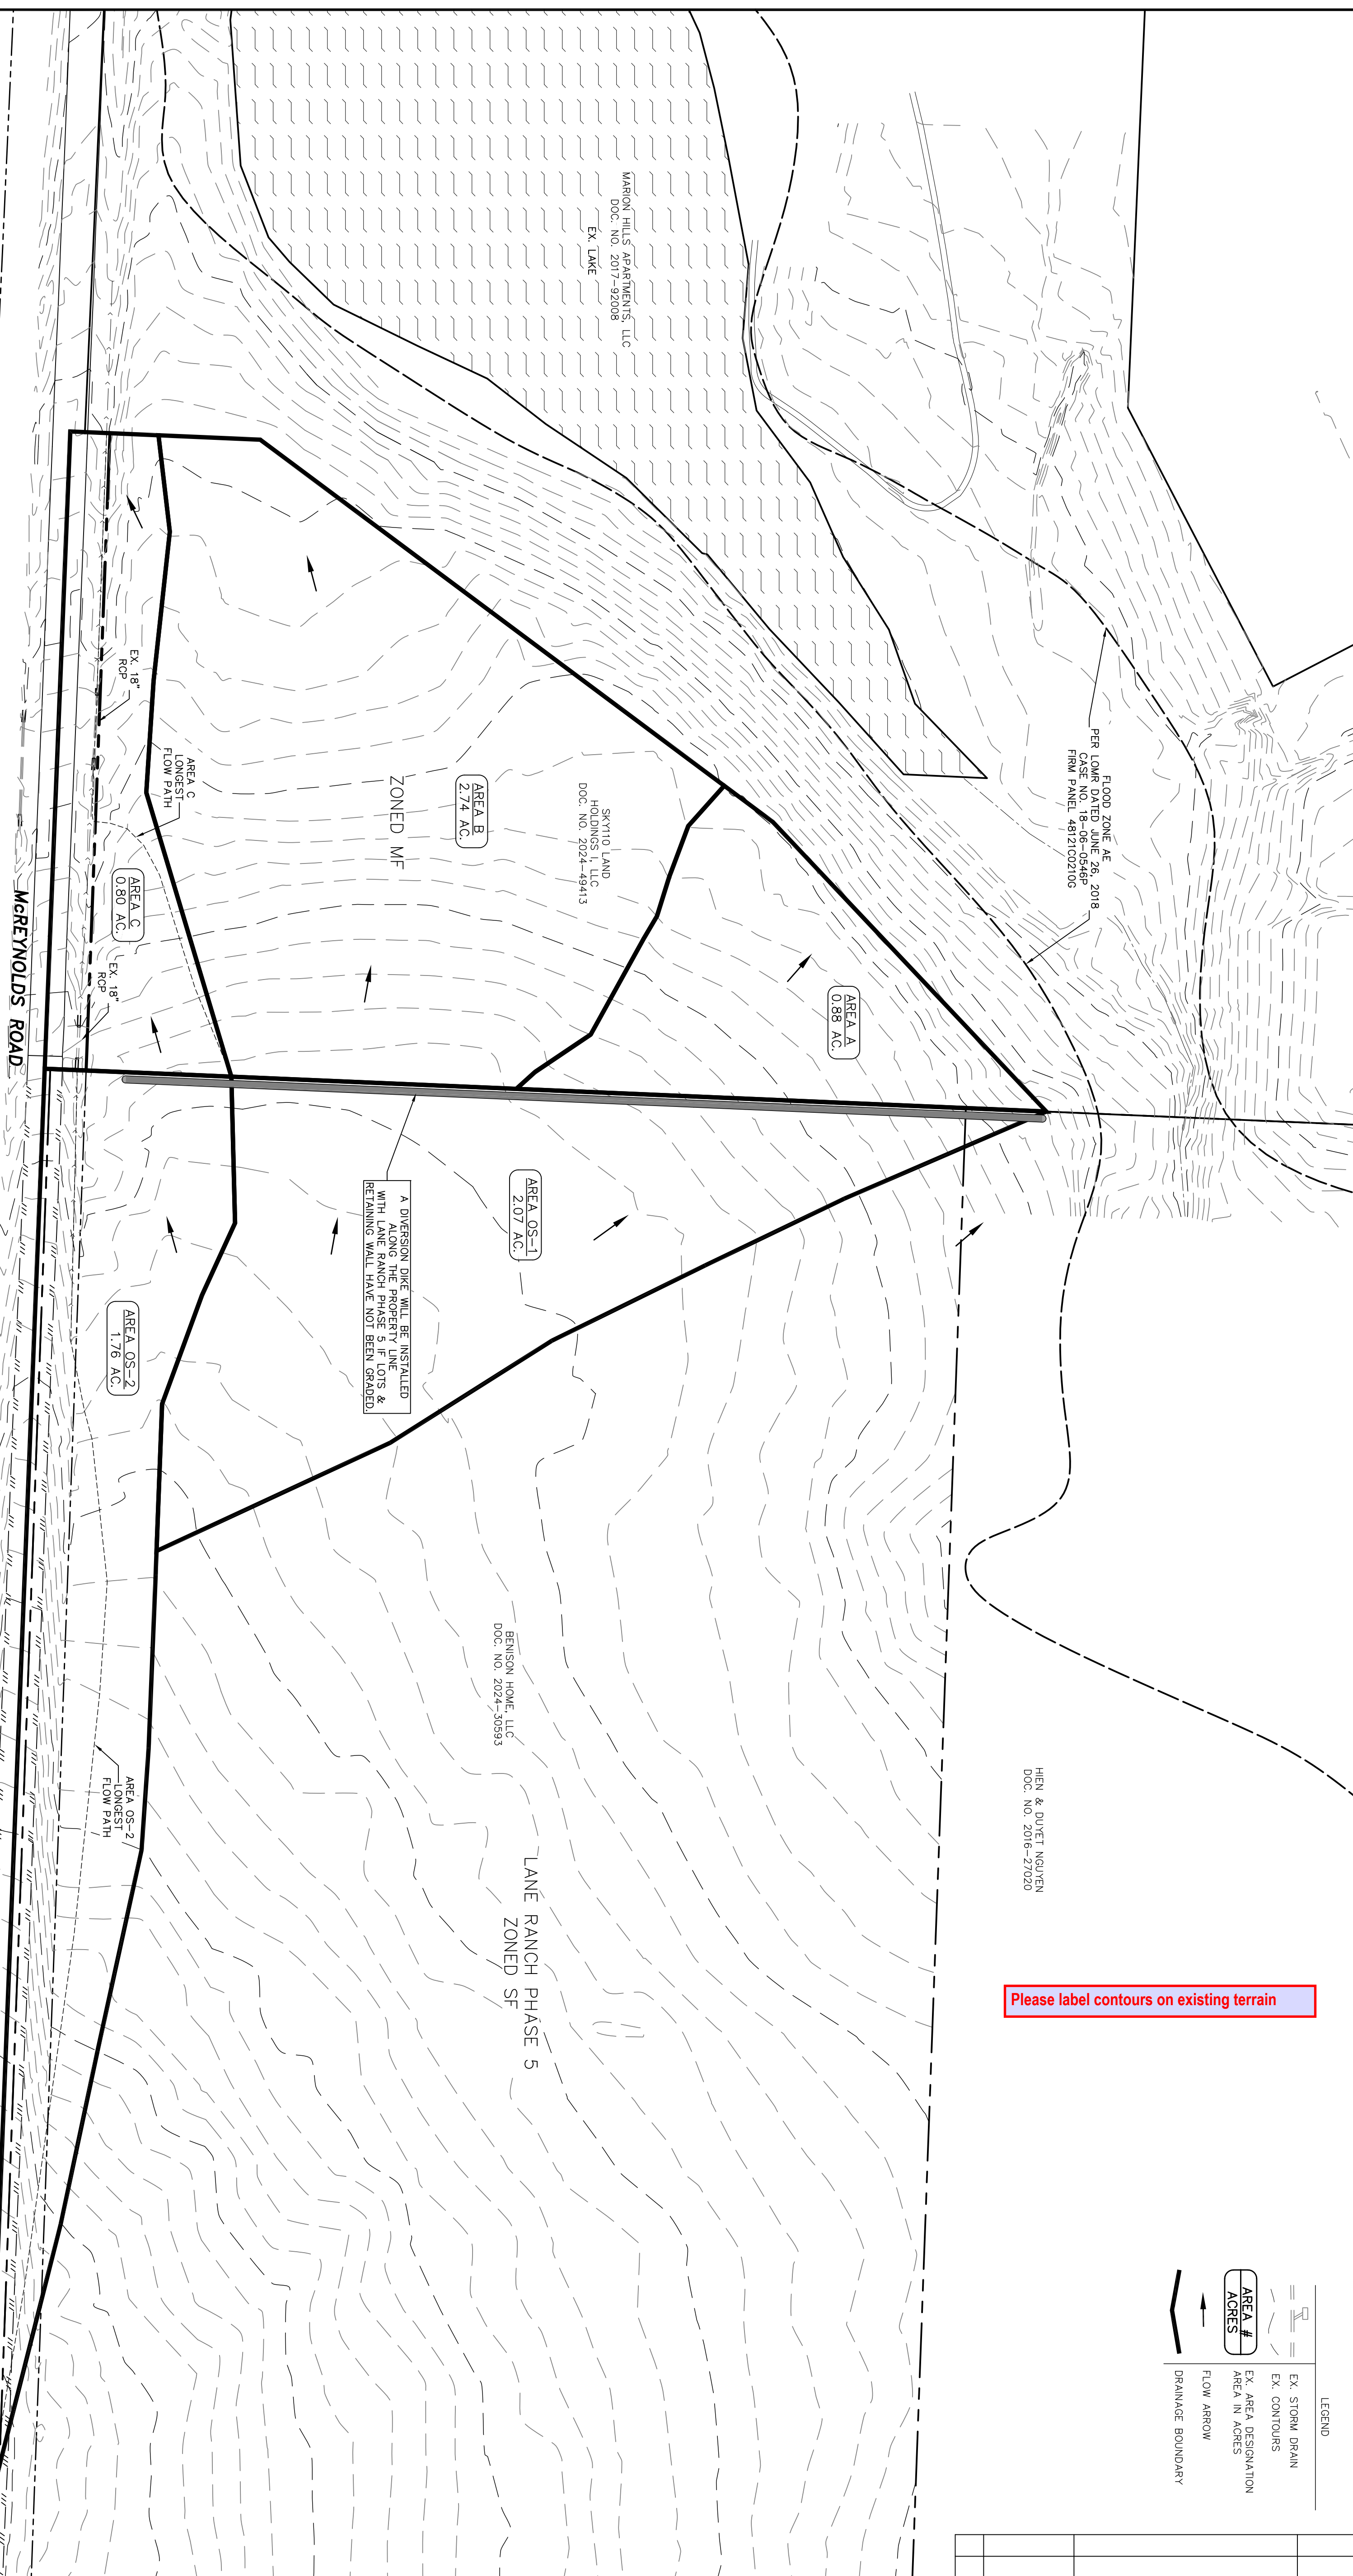 MARION HILLS APARTMENTS, LLC
DOC. NO. 2017-92008
EX. LAKE
FLOOD ZONE AE
PER LOMR DATED JUNE 26, 2018
CASE NO. 18-06-0546P
FIRM PANEL 48121C0210G
EX. 18"
RCP
AREA C
LONGEST
FLOW PATH
ZONED MF
AREA B
2.74 AC.
SKY110 LAND
HOLDINGS I, LLC
DOC. NO. 2024-49413
AREA C
0.80 AC.
EX. 18"
RCP
McREYNOLDS ROAD
AREA A
0.88 AC.
A DIVERSION DIKE WILL BE INSTALLED
ALONG THE PROPERTY LINE
WITH LANE RANCH PHASE 5 IF LOTS &
RETAINING WALL HAVE NOT BEEN GRADED.
AREA OS-1
2.07 AC.
AREA OS-2
1.76 AC.
BENISON HOME, LLC
DOC. NO. 2024-30593
AREA OS-2
LONGEST
FLOW PATH
HIEN & DUYET NGUYEN
DOC. NO. 2016-27020
LANE RANCH PHASE 5
ZONED SF
Please label contours on existing terrain
LEGEND
EX. STORM DRAIN
EX. CONTOURS
AREA #
ACRES
EX. AREA DESIGNATION
AREA IN ACRES
FLOW ARROW
DRAINAGE BOUNDARY